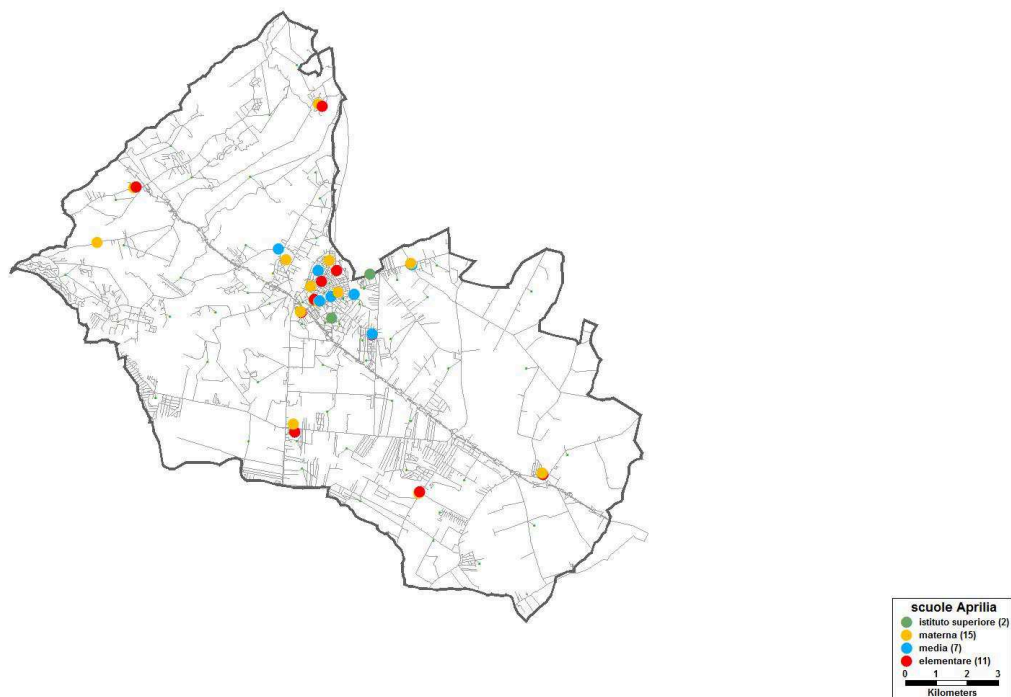 scuole Aprilia
istituto superiore (2)
materna (15)
media (7)
elementare (11)
0 1 2 3
Kilometers